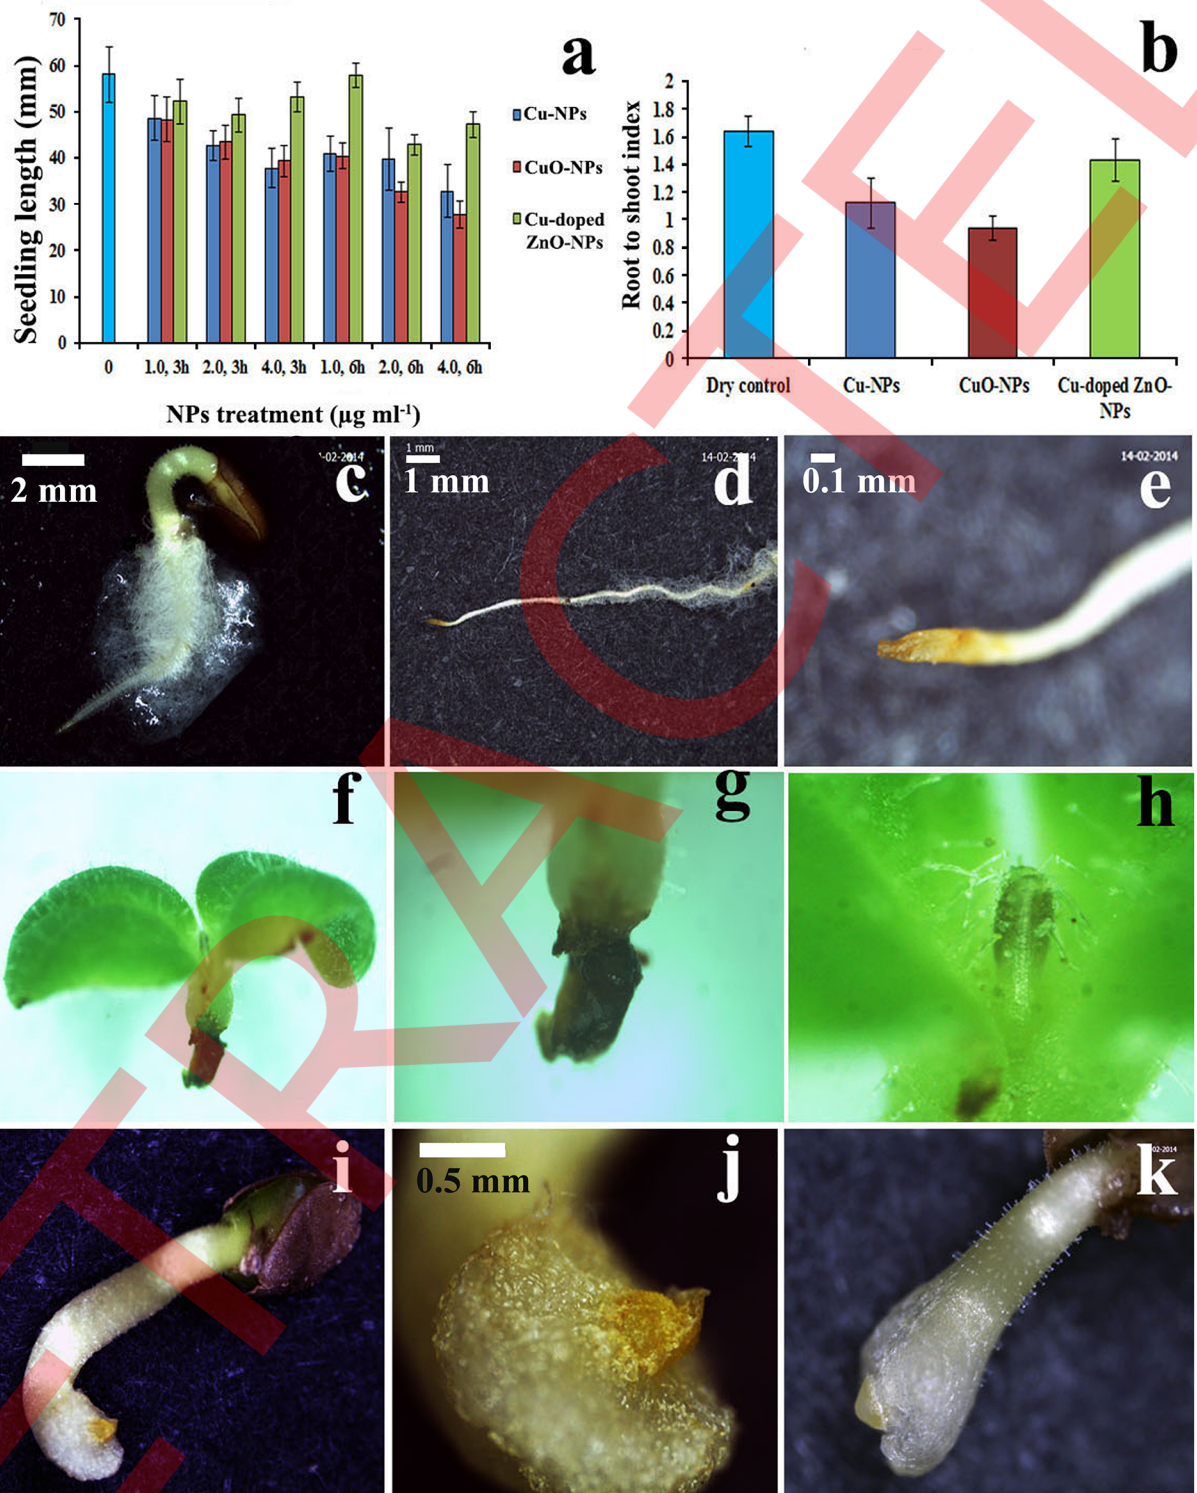 a
70
60
50
40
30
20
10
0
Seedling length (mm)
0 1.0, 3h 2.0, 3h 4.0, 3h 1.0, 6h 2.0, 6h 4.0, 6h
NPs treatment (µg ml-1)
Cu-NPs
CuO-NPs
Cu-doped
ZnO-NPs
b
2
1.8
1.6
1.4
1.2
1
0.8
0.6
0.4
0.2
0
Root to shoot index
Dry control Cu-NPs CuO-NPs Cu-doped ZnO-
NPs
c
2 mm
-02-2014
d
1 mm
1 mm
14-02-2014
e
0.1 mm
14-02-2014
f
g
h
i
j
0.5 mm
k
02-2014